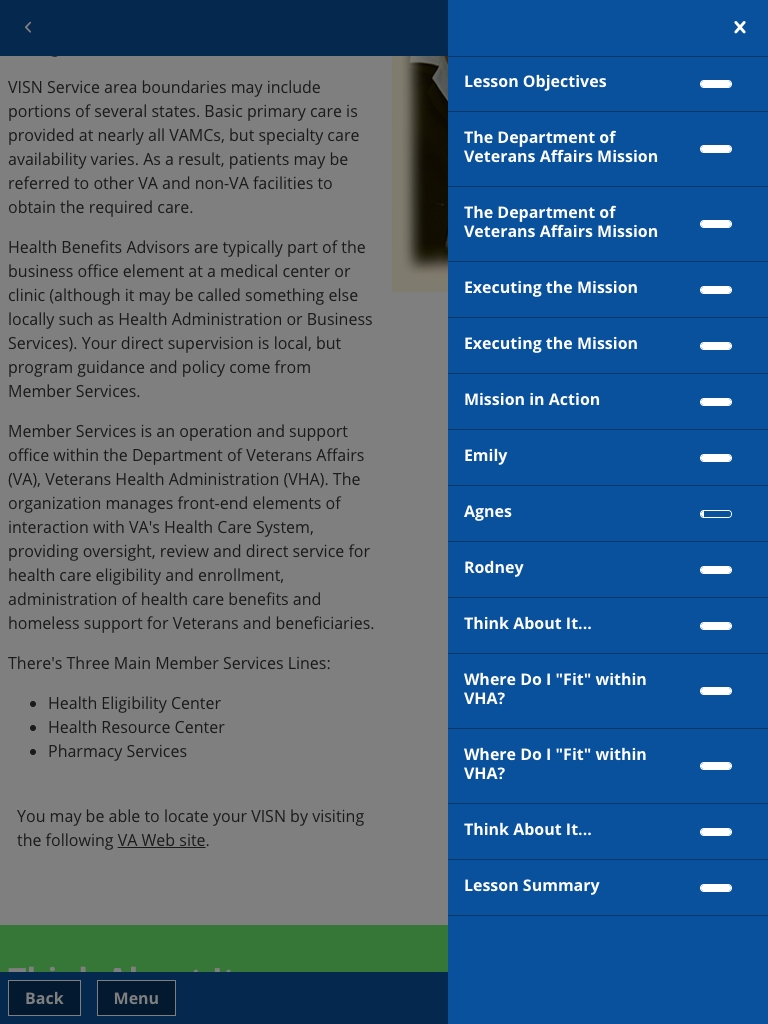 VISN Service area boundaries may include
portions of several states. Basic primary care is
provided at nearly all VAMCs, but specialty care
availability varies. As a result, patients may be
referred to other VA and non-VA facilities to
obtain the required care.
Health Benefits Advisors are typically part of the
business office element at a medical center or
clinic (although it may be called something else
locally such as Health Administration or Business
Services). Your direct supervision is local, but
program guidance and policy come from
Member Services.
Member Services is an operation and support
office within the Department of Veterans Affairs
(VA), Veterans Health Administration (VHA). The
organization manages front-end elements of
interaction with VA's Health Care System,
providing oversight, review and direct service for
health care eligibility and enrollment,
administration of health care benefits and
homeless support for Veterans and beneficiaries.
There's Three Main Member Services Lines:
Health Eligibility Center
Health Resource Center
Pharmacy Services
You may be able to locate your VISN by visiting
the following VA Web site.
Think About It
Back
Menu
Lesson Objectives
The Department of
Veterans Affairs Mission
The Department of
Veterans Affairs Mission
Executing the Mission
Executing the Mission
Mission in Action
Emily
Agnes
Rodney
Think About It...
Where Do I "Fit" within
VHA?
Where Do I "Fit" within
VHA?
Think About It...
Lesson Summary